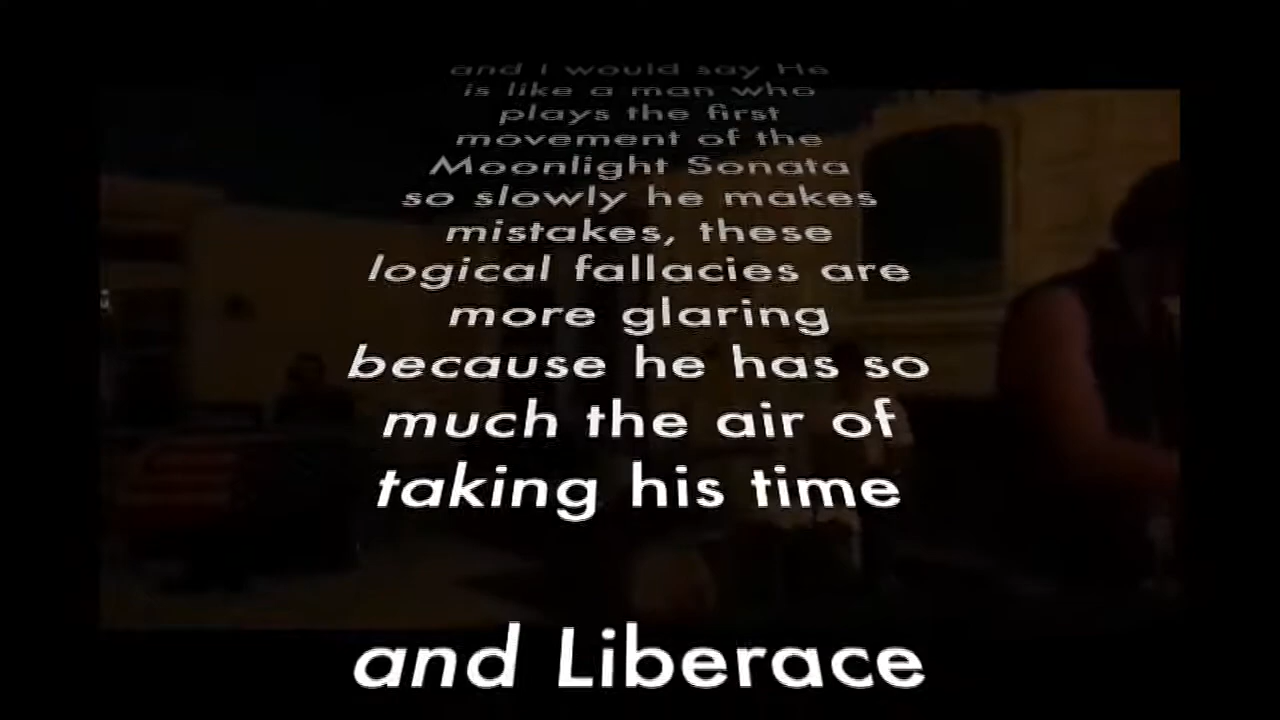 and I would say He
is like a man who
plays the first
movement of the
Moonlight Sonata
so slowly he makes
mistakes, these
logical fallacies are
more glaring
because he has so
much the air of
taking his time
and Liberace